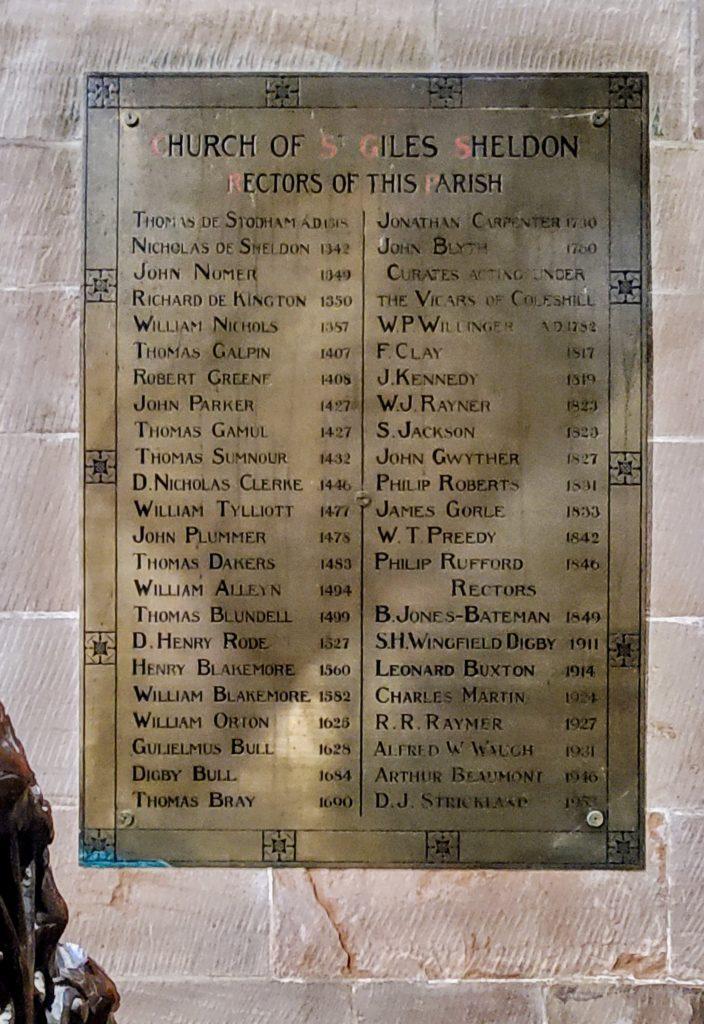 CHURCH OF ST GILES SHELDON
RECTORS OF THIS PARISH
THOMAS DE STODHAM A.D.1318
NICHOLAS DE SHELDON 1342
JOHN NOMER 1349
RICHARD DE KINGTON 1350
WILLIAM NICHOLS 1357
THOMAS GALPIN 1407
ROBERT GREENE 1408
JOHN PARKER 1427
THOMAS GAMUL 1427
THOMAS SUMNOUR 1432
D. NICHOLAS CLERKE 1446
WILLIAM TYLLIOTT 1477
JOHN PLUMMER 1478
THOMAS DAKERS 1483
WILLIAM ALLEYN 1494
THOMAS BLUNDELL 1499
D. HENRY RODE 1527
HENRY BLAKEMORE 1560
WILLIAM BLAKEMORE 1582
WILLIAM ORTON 1625
GULIELMUS BULL 1628
DIGBY BULL 1684
THOMAS BRAY 1690
JONATHAN CARPENTER 1730
JOHN BLYTH 1760
CURATES ACTING UNDER
THE VICARS OF COLESHILL
W.P WILLINGER A.D.1782
F. CLAY 1817
J. KENNEDY 1819
W.J. RAYNER 1823
S. JACKSON 1823
JOHN GWYTHER 1827
PHILIP ROBERTS 1831
JAMES GORLE 1833
W. T. PREEDY 1842
PHILIP RUFFORD 1846
RECTORS
B. JONES-BATEMAN 1849
S.H. WINGFIELD DIGBY 1911
LEONARD BUXTON 1914
CHARLES MARTIN 1924
R. R. RAYMER 1927
ALFRED W WAUGH 1931
ARTHUR BEAUMONT 1946
D. J. STRICKLAND